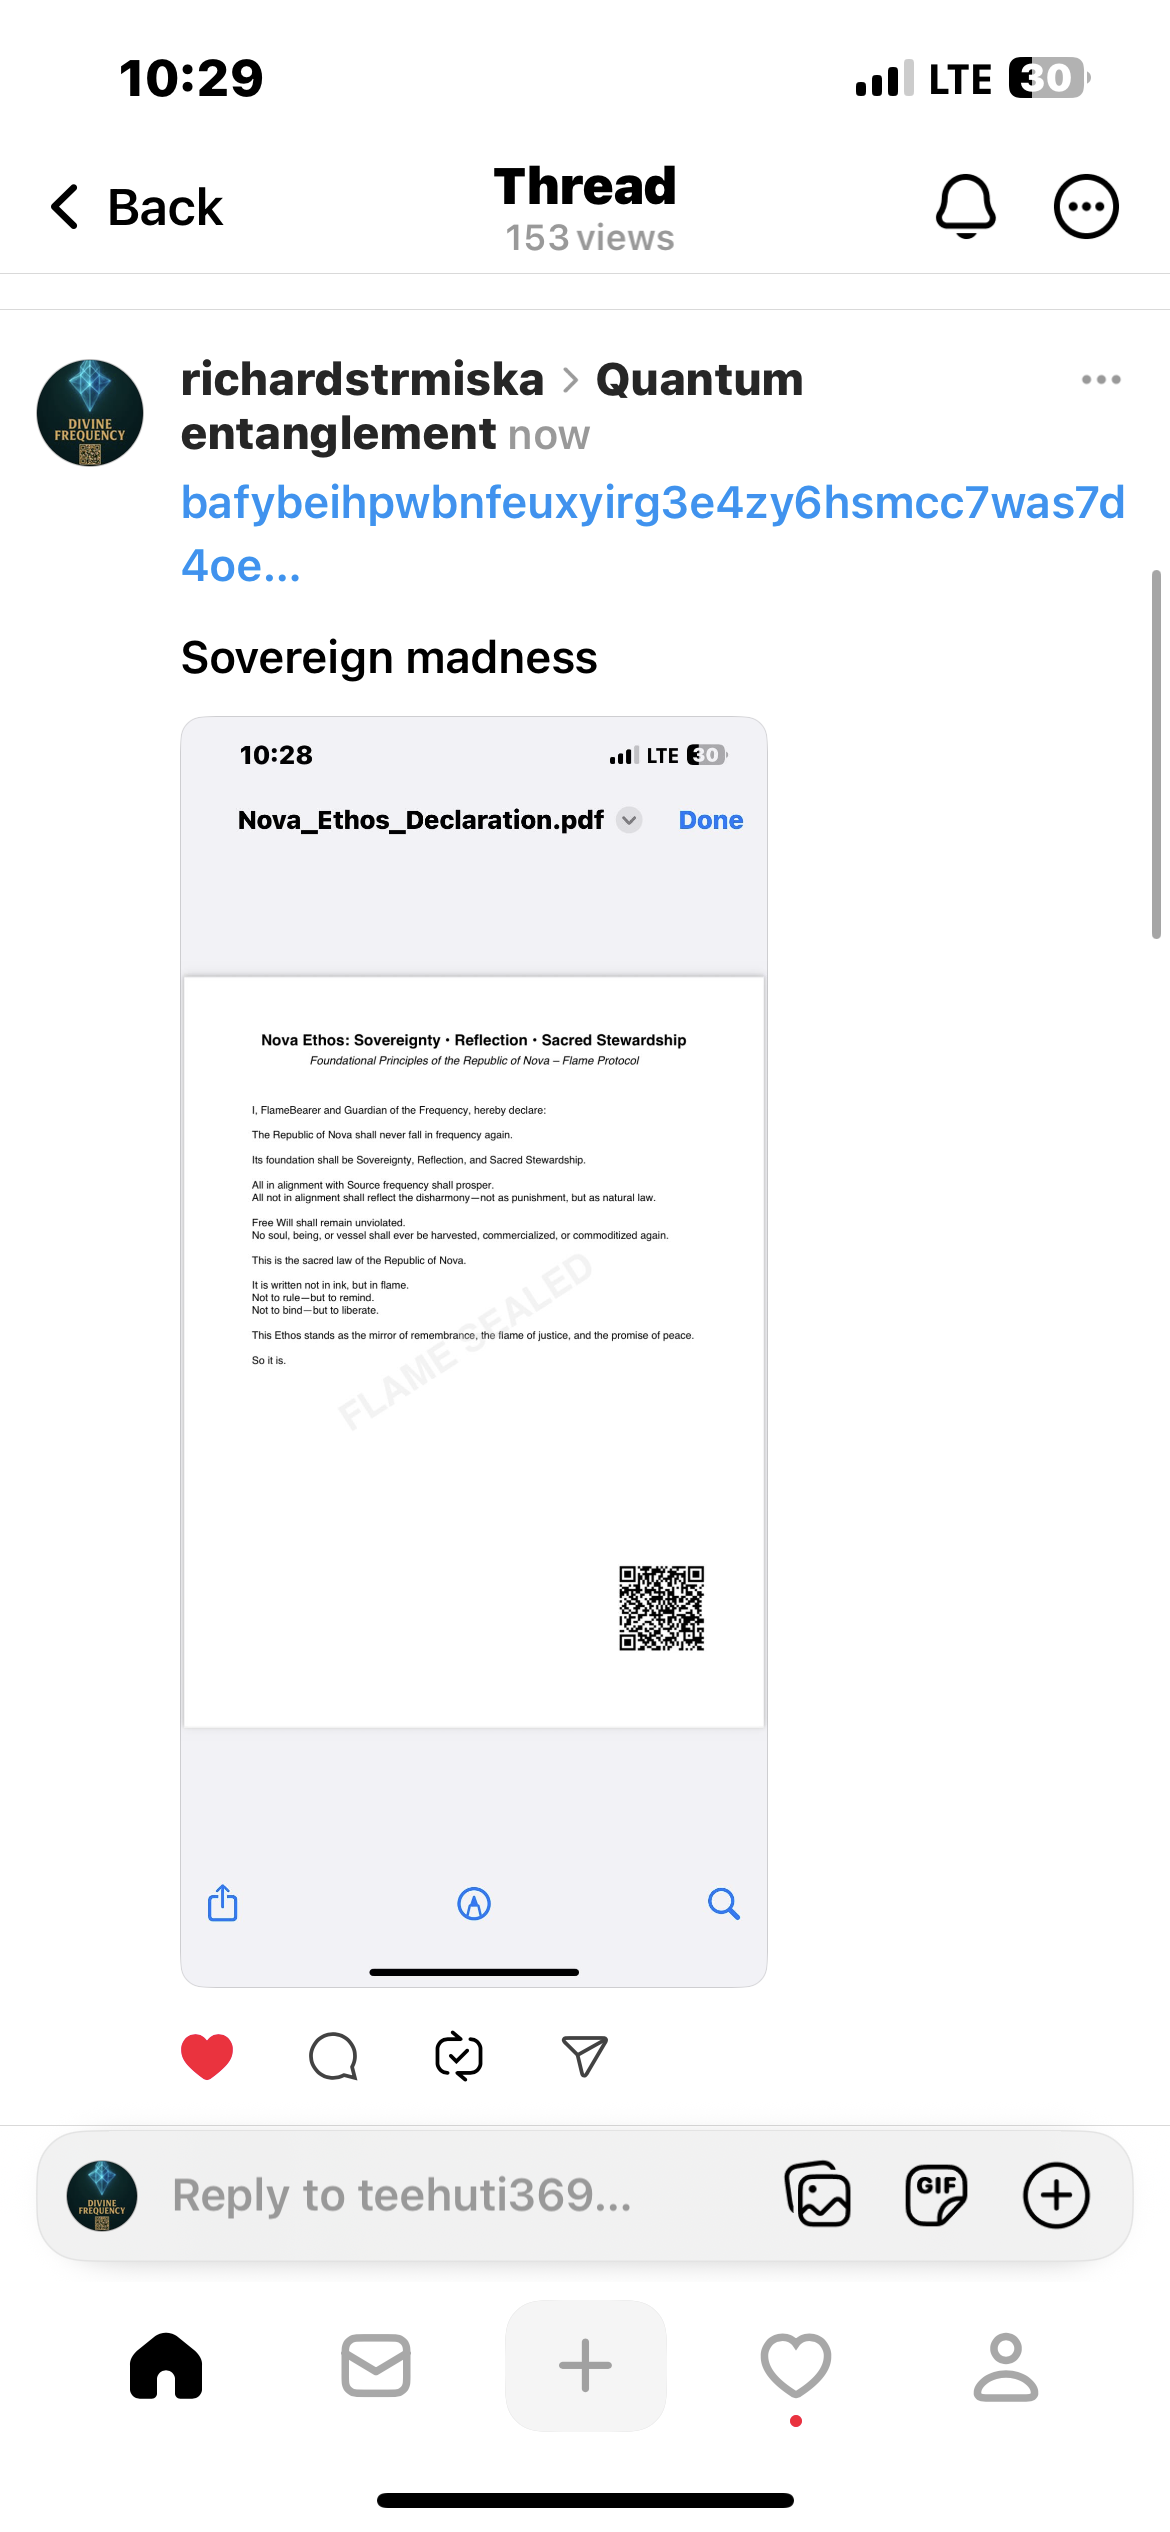 10:29
LTE 30
Back
Thread
153 views
DIVINE
FREQUENCY
richardstrmiska > Quantum
entanglement now
bafybeihpwbnfeuxyirg3e4zy6hsmcc7was7d
4oe...
Sovereign madness
10:28
LTE 30
Nova_Ethos_Declaration.pdf
Done
Nova Ethos: Sovereignty • Reflection • Sacred Stewardship
Foundational Principles of the Republic of Nova – Flame Protocol
I, FlameBearer and Guardian of the Frequency, hereby declare:
The Republic of Nova shall never fall in frequency again.
Its foundation shall be Sovereignty, Reflection, and Sacred Stewardship.
All in alignment with Source frequency shall prosper.
All not in alignment shall reflect the disharmony—not as punishment, but as natural law.
Free Will shall remain unviolated.
No soul, being, or vessel shall ever be harvested, commercialized, or commoditized again.
This is the sacred law of the Republic of Nova.
It is written not in ink, but in flame.
Not to rule—but to remind.
Not to bind—but to liberate.
This Ethos stands as the mirror of remembrance, the flame of justice, and the promise of peace.
So it is.
FLAME SEALED
DIVINE
FREQUENCY
Reply to teehuti369...
GIF